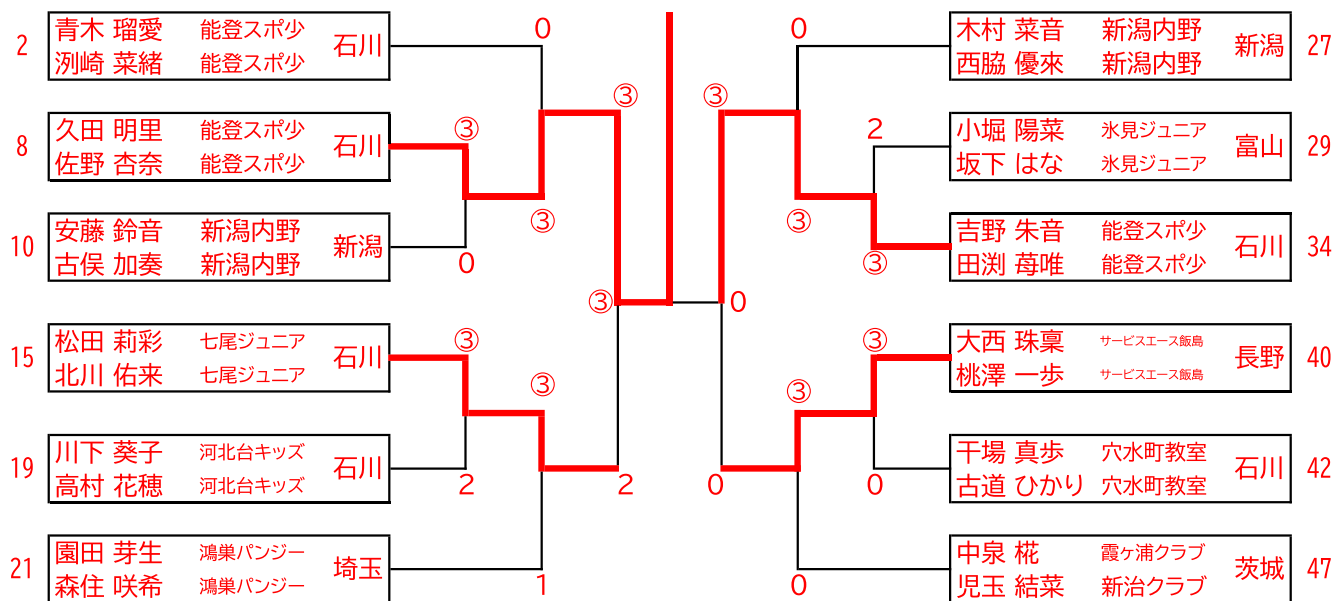 2 青木 瑠愛 能登スポ少 石川
洌崎 菜緒 能登スポ少
8 久田 明里 能登スポ少 石川
佐野 杏奈 能登スポ少
10 安藤 鈴音 新潟内野 新潟
古俣 加奏 新潟内野
15 松田 莉彩 七尾ジュニア 石川
北川 佑来 七尾ジュニア
19 川下 葵子 河北台キッズ 石川
高村 花穂 河北台キッズ
21 園田 芽生 鴻巣パンジー 埼玉
森住 咲希 鴻巣パンジー
0
③
③
③
0
③
③
③
2
2
1
0
③
2
③
③
0
③
③
0
0
0
木村 菜音 新潟内野 新潟 27
西脇 優來 新潟内野
小堀 陽菜 氷見ジュニア 富山 29
坂下 はな 氷見ジュニア
吉野 朱音 能登スポ少 石川 34
田渕 苺唯 能登スポ少
大西 珠稟 サービスエース飯島 長野 40
桃澤 一歩 サービスエース飯島
干場 真歩 穴水町教室 石川 42
古道 ひかり 穴水町教室
中泉 椛 霞ヶ浦クラブ 茨城 47
児玉 結菜 新治クラブ